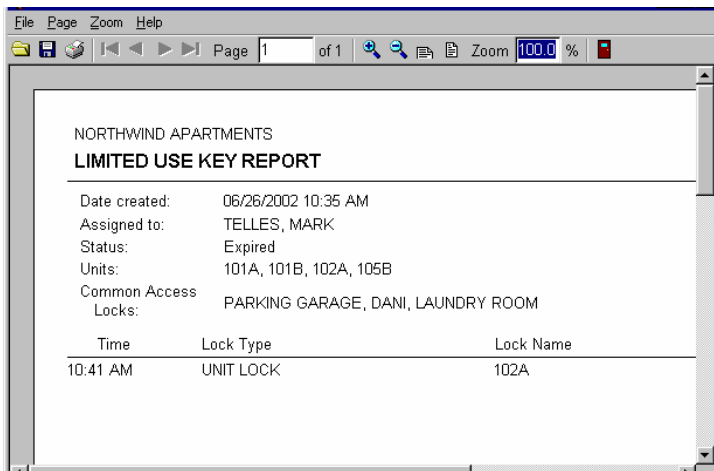 File Page Zoom Help
Page 1 of 1 Zoom 100.0 %
NORTHWIND APARTMENTS
LIMITED USE KEY REPORT
Date created: 06/26/2002 10:35 AM
Assigned to: TELLES, MARK
Status: Expired
Units: 101A, 101B, 102A, 105B
Common Access
Locks: PARKING GARAGE, DANI, LAUNDRY ROOM
Time Lock Type Lock Name
10:41 AM UNIT LOCK 102A